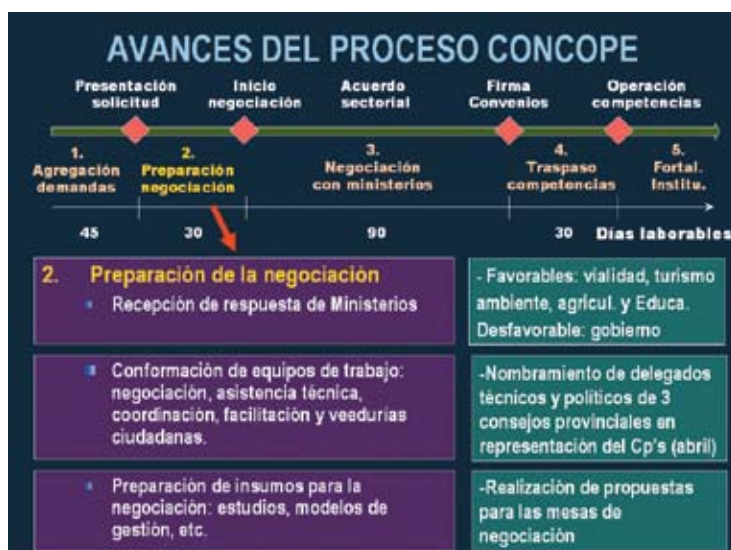 AVANCES DEL PROCESO CONCOPE
Presentación solicitud
Inicio negociación
Acuerdo sectorial
Firma Convenios
Operación competencias
1. Agregación demandas
2. Preparación negociación
3. Negociación con ministerios
4. Traspaso competencias
5. Fortal. Institu.
45 30 90 30 Días laborables
2. Preparación de la negociación
Recepción de respuesta de Ministerios
- Favorables: vialidad, turismo
ambiente, agricul. y Educa.
Desfavorable: gobierno
Conformación de equipos de trabajo:
negociación, asistencia técnica,
coordinación, facilitación y veedurías
ciudadanas.
-Nombramiento de delegados
técnicos y políticos de 3
consejos provinciales en
representación del Cp's (abril)
Preparación de insumos para la
negociación: estudios, modelos de
gestión, etc.
-Realización de propuestas
para las mesas de
negociación